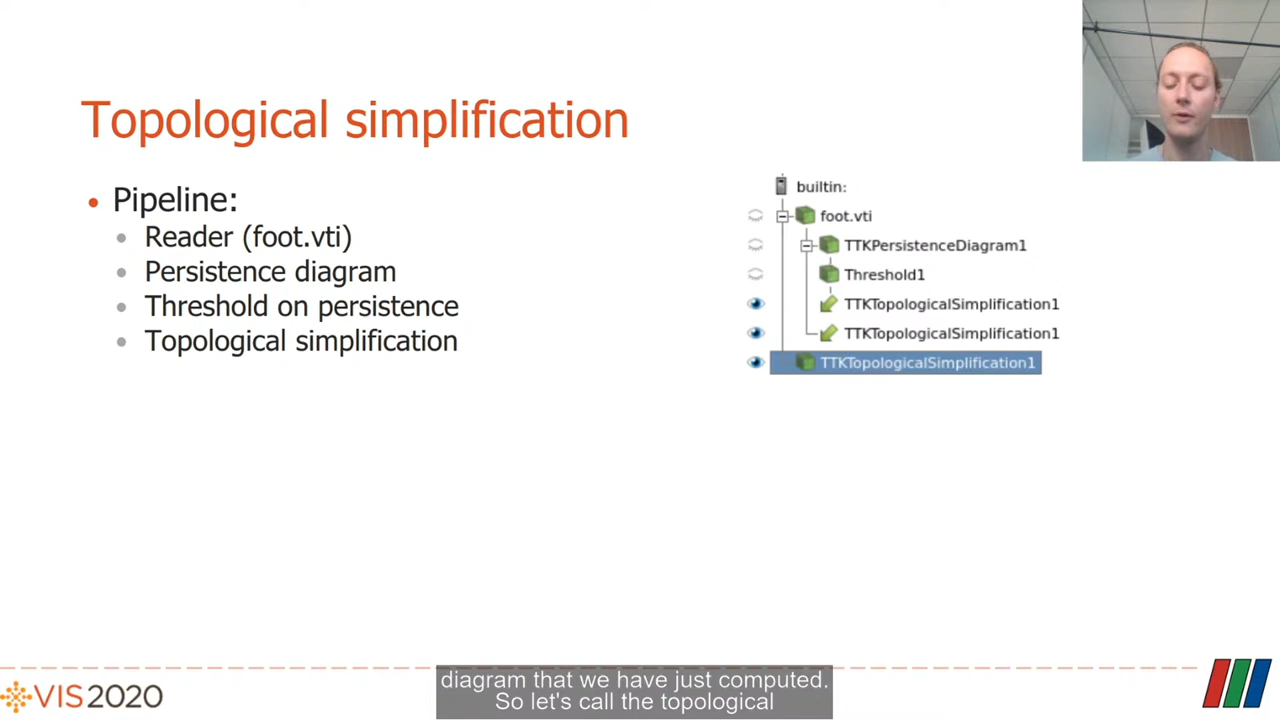 Topological simplification
• Pipeline:
• Reader (foot.vti)
• Persistence diagram
• Threshold on persistence
• Topological simplification
builtin:
foot.vti
TTKPersistenceDiagram1
Threshold1
TTKTopologicalSimplification1
TTKTopologicalSimplification1
TTKTopologicalSimplification1
diagram that we have just computed.
So let's call the topological
VIS2020